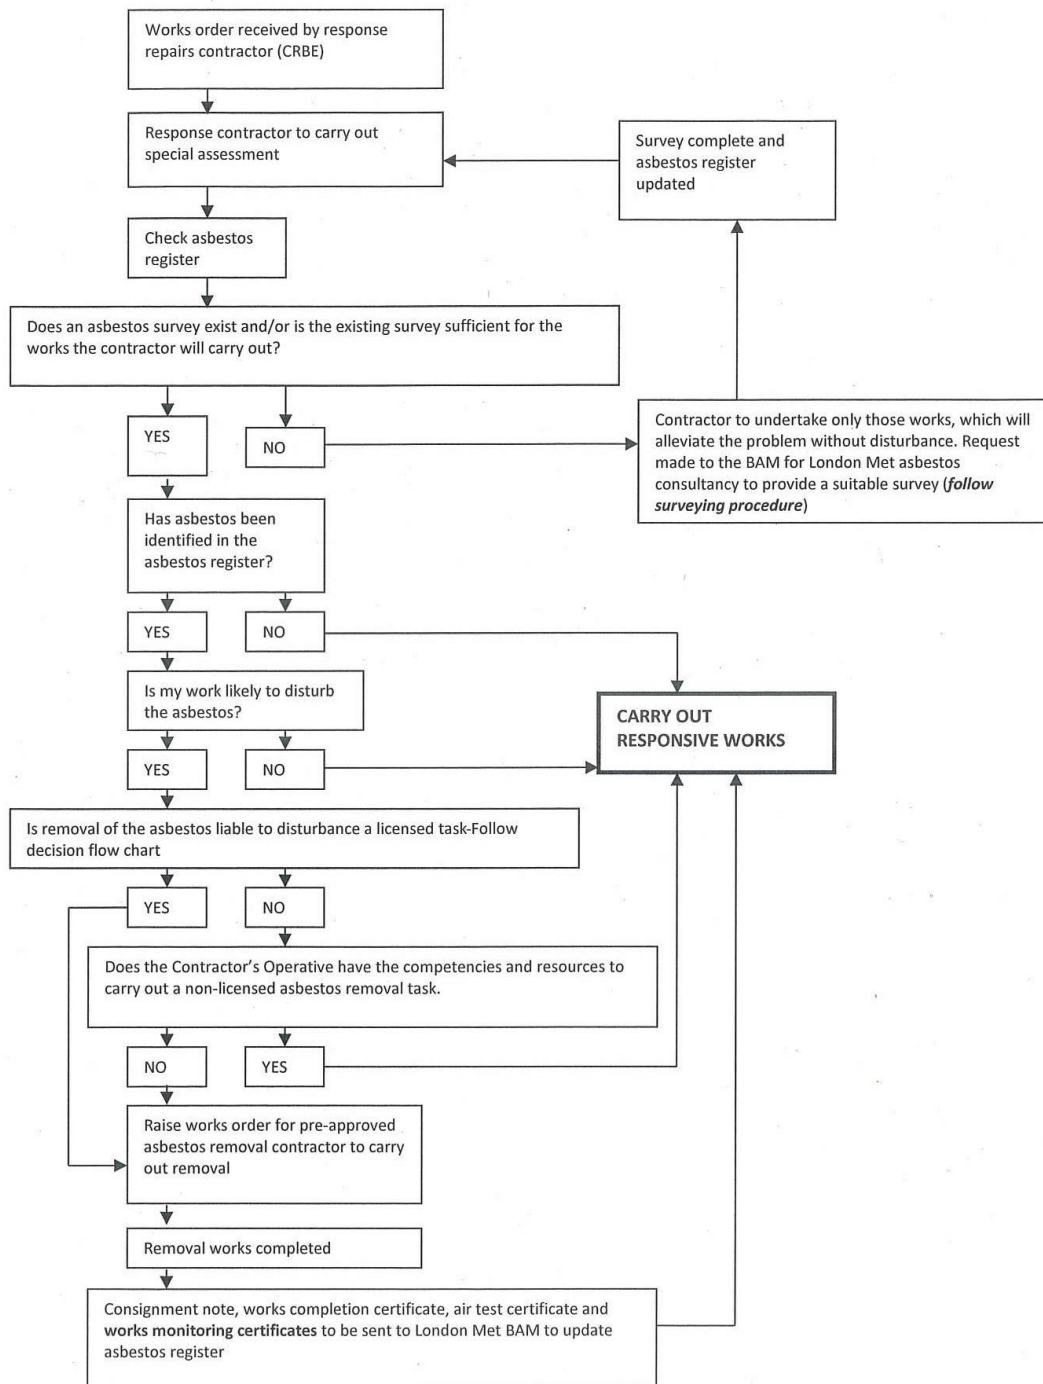 Works order received by response
repairs contractor (CRBE)
Response contractor to carry out
special assessment
Survey complete and
asbestos register
updated
Check asbestos
register
Does an asbestos survey exist and/or is the existing survey sufficient for the
works the contractor will carry out?
YES
NO
Contractor to undertake only those works, which will
alleviate the problem without disturbance. Request
made to the BAM for London Met asbestos
consultancy to provide a suitable survey (follow
surveying procedure)
Has asbestos been
identified in the
asbestos register?
YES
NO
Is my work likely to disturb
the asbestos?
CARRY OUT
RESPONSIVE WORKS
YES
NO
Is removal of the asbestos liable to disturbance a licensed task-Follow
decision flow chart
YES
NO
Does the Contractor's Operative have the competencies and resources to
carry out a non-licensed asbestos removal task.
NO
YES
Raise works order for pre-approved
asbestos removal contractor to carry
out removal
Removal works completed
Consignment note, works completion certificate, air test certificate and
works monitoring certificates to be sent to London Met BAM to update
asbestos register